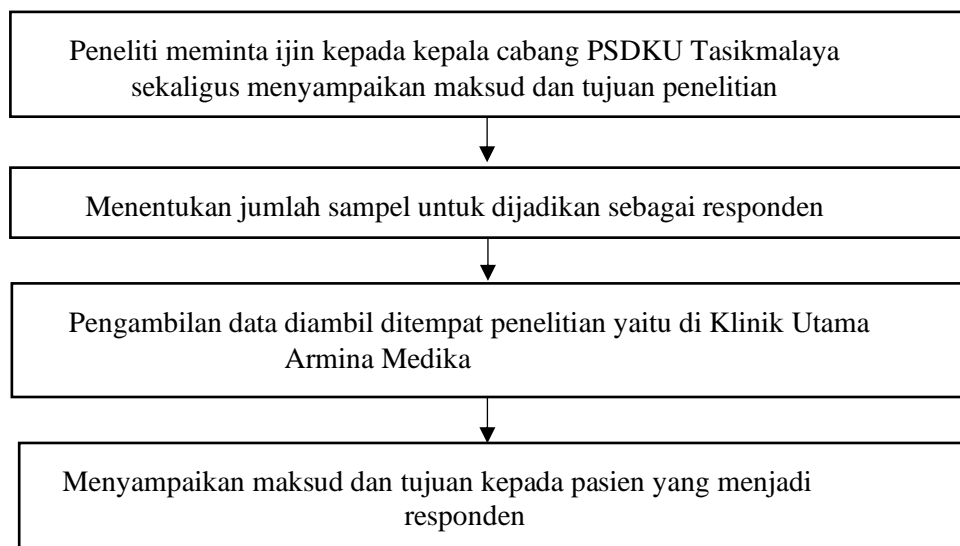 Peneliti meminta ijin kepada kepala cabang PSDKU Tasikmalaya
sekaligus menyampaikan maksud dan tujuan penelitian
Menentukan jumlah sampel untuk dijadikan sebagai responden
Pengambilan data diambil ditempat penelitian yaitu di Klinik Utama
Armina Medika
Menyampaikan maksud dan tujuan kepada pasien yang menjadi
responden